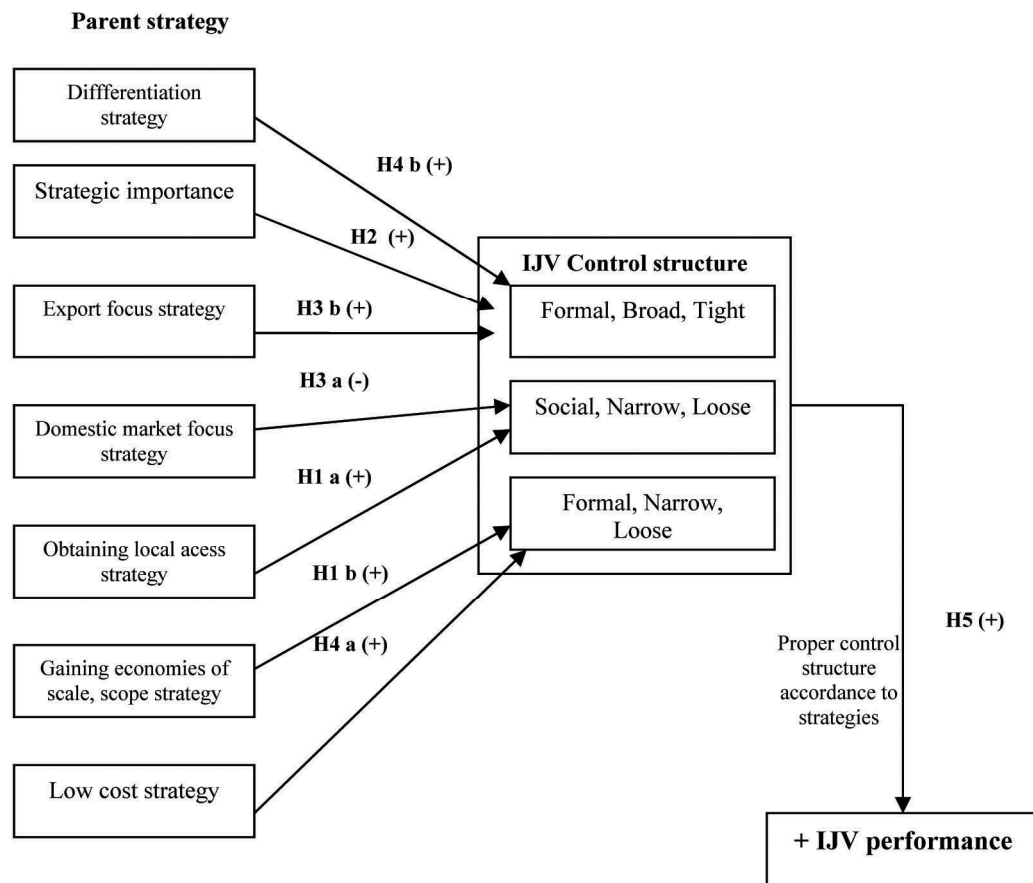 Parent strategy
Diffferentiation
strategy
H4 b (+)
Strategic importance
H2 (+)
IJV Control structure
Export focus strategy
H3 b (+)
Formal, Broad, Tight
H3 a (-)
Domestic market focus
strategy
Social, Narrow, Loose
H1 a (+)
Formal, Narrow,
Loose
Obtaining local acess
strategy
H1 b (+)
H4 a (+)
Gaining economies of
scale, scope strategy
H5 (+)
Proper control
structure
accordance to
strategies
Low cost strategy
+ IJV performance